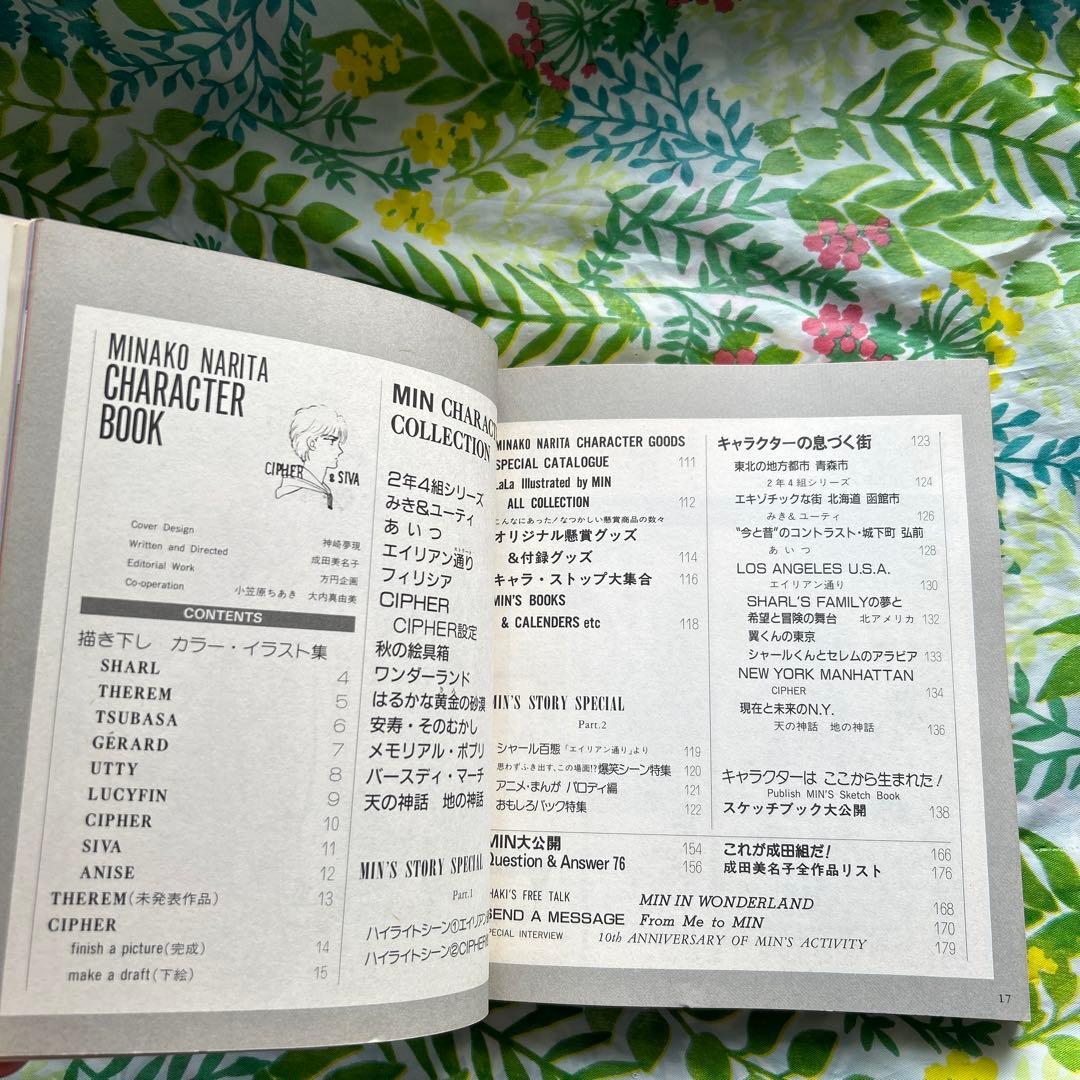 MINAKO NARITA
CHARACTER
BOOK
CIPHER & SIVA
Cover Design 神崎夢現
Written and Directed 成田美名子
Editorial Work 方円企画
Co-operation 小笠原ちあき 大内真由美
CONTENTS
描き下し カラー・イラスト集
SHARL 4
THEREM 5
TSUBASA 6
GÉRARD 7
UTTY 8
LUCYFIN 9
CIPHER 10
SIVA 11
ANISE 12
THEREM(未発表作品) 13
CIPHER
finish a picture(完成) 14
make a draft(下絵) 15
MIN CHARACT
COLLECTION
2年4組シリーズ
みき&ユーティ
あいつ
エイリアン通り
フィリシア
CIPHER
CIPHER設定
秋の絵具箱
ワンダーランド
はるかな黄金の砂漠
安寿・そのむかし
メモリアル・ポプリ
バースディ・マーチ
天の神話 地の神話
MIN'S STORY SPECIAL
Part.1
ハイライトシーン①エイリアン
ハイライトシーン②CIPHER
MINAKO NARITA CHARACTER GOODS
SPECIAL CATALOGUE 111
LaLa Illustrated by MIN
ALL COLLECTION 112
こんなにあった!なつかしい懸賞商品の数々
オリジナル懸賞グッズ
&付録グッズ 114
キャラ・ストップ大集合 116
MIN'S BOOKS
& CALENDERS etc 118
MIN'S STORY SPECIAL
Part.2
シャール百態「エイリアン通り」より 119
思わずふき出す、この場面!?爆笑シーン特集 120
アニメ・まんが パロディ編 121
おもしろバック特集 122
キャラクターの息づく街 123
東北の地方都市 青森市
2年4組シリーズ 124
エキゾチックな街 北海道 函館市
みき&ユーティ 126
“今と昔”のコントラスト・城下町 弘前
あいつ 128
LOS ANGELES U.S.A.
エイリアン通り 130
SHARL'S FAMILYの夢と
希望と冒険の舞台 北アメリカ 132
翼くんの東京
シャールくんとセレムのアラビア 133
NEW YORK MANHATTAN
CIPHER 134
現在と未来のN.Y.
天の神話 地の神話 136
キャラクターは ここから生まれた!
Publish MIN'S Sketch Book
スケッチブック大公開 138
MIN大公開 154
Question & Answer 76 156
これが成田組だ! 166
成田美名子全作品リスト 176
HAKI'S FREE TALK MIN IN WONDERLAND 168
SEND A MESSAGE From Me to MIN 170
SPECIAL INTERVIEW 10th ANNIVERSARY OF MIN'S ACTIVITY 179
17